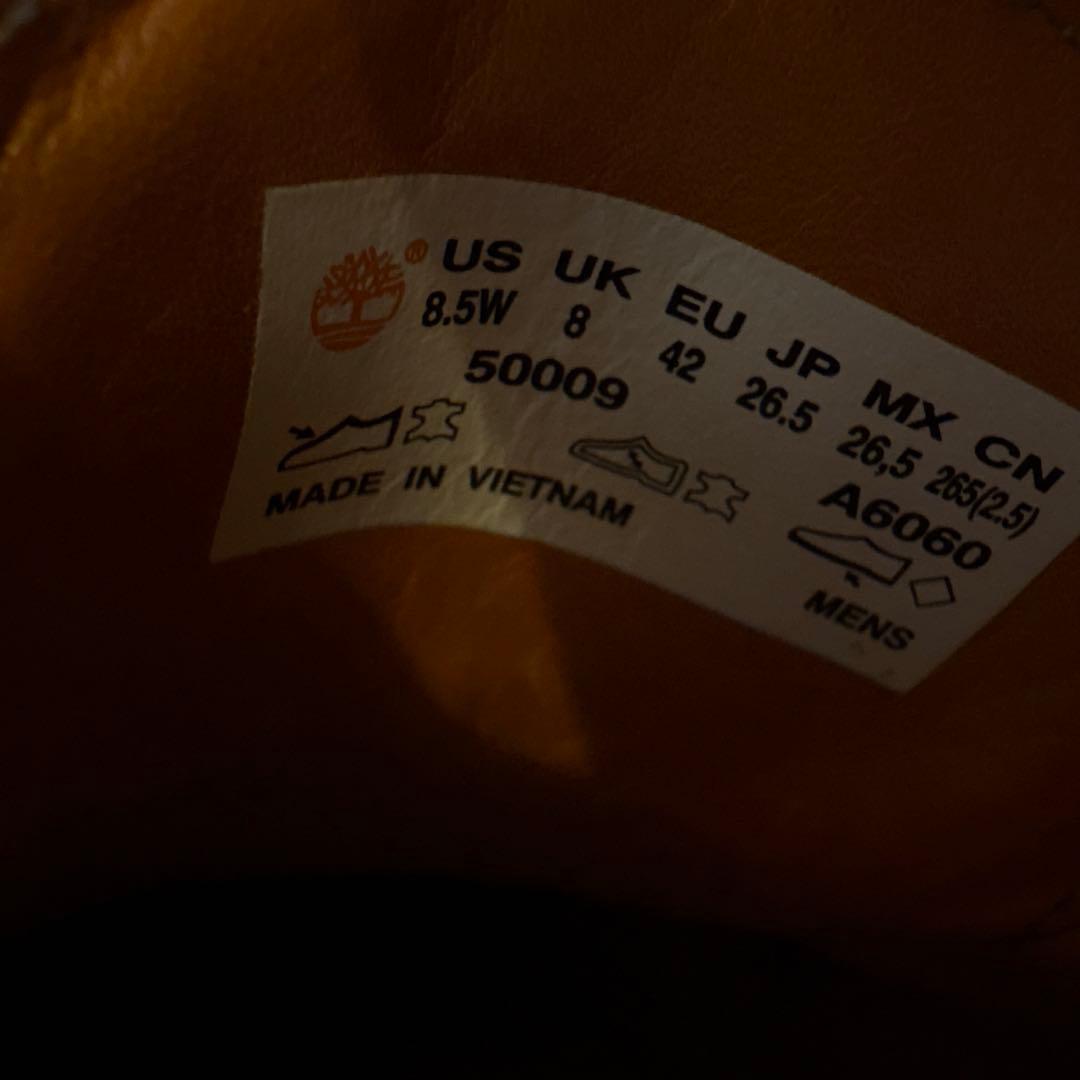 ® US UK EU JP MX CN
8.5W 8 42 26.5 26,5 265(2.5)
50009 A6060
MADE IN VIETNAM MENS